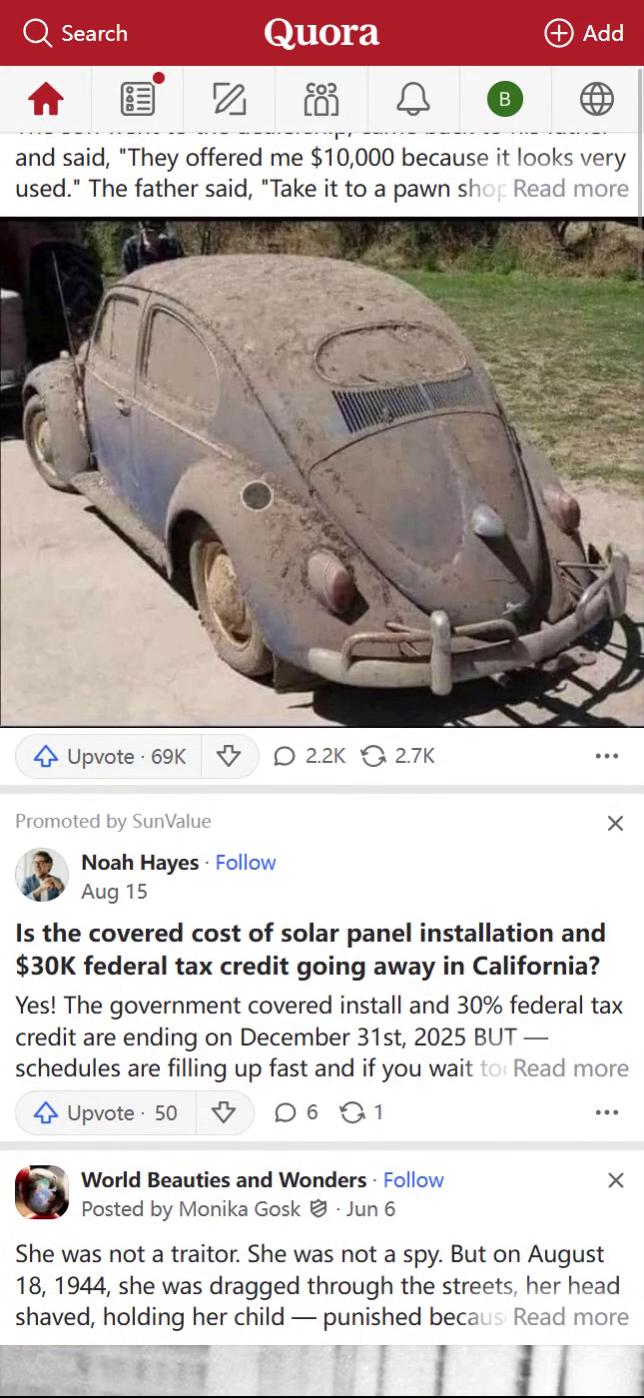 Search
Quora
Add
B
and said, "They offered me $10,000 because it looks very
used." The father said, "Take it to a pawn shop Read more
Upvote · 69K
2.2K
2.7K
Promoted by SunValue
Noah Hayes · Follow
Aug 15
Is the covered cost of solar panel installation and
$30K federal tax credit going away in California?
Yes! The government covered install and 30% federal tax
credit are ending on December 31st, 2025 BUT —
schedules are filling up fast and if you wait to Read more
Upvote · 50
6
1
World Beauties and Wonders · Follow
Posted by Monika Gosk · Jun 6
She was not a traitor. She was not a spy. But on August
18, 1944, she was dragged through the streets, her head
shaved, holding her child — punished becaus Read more